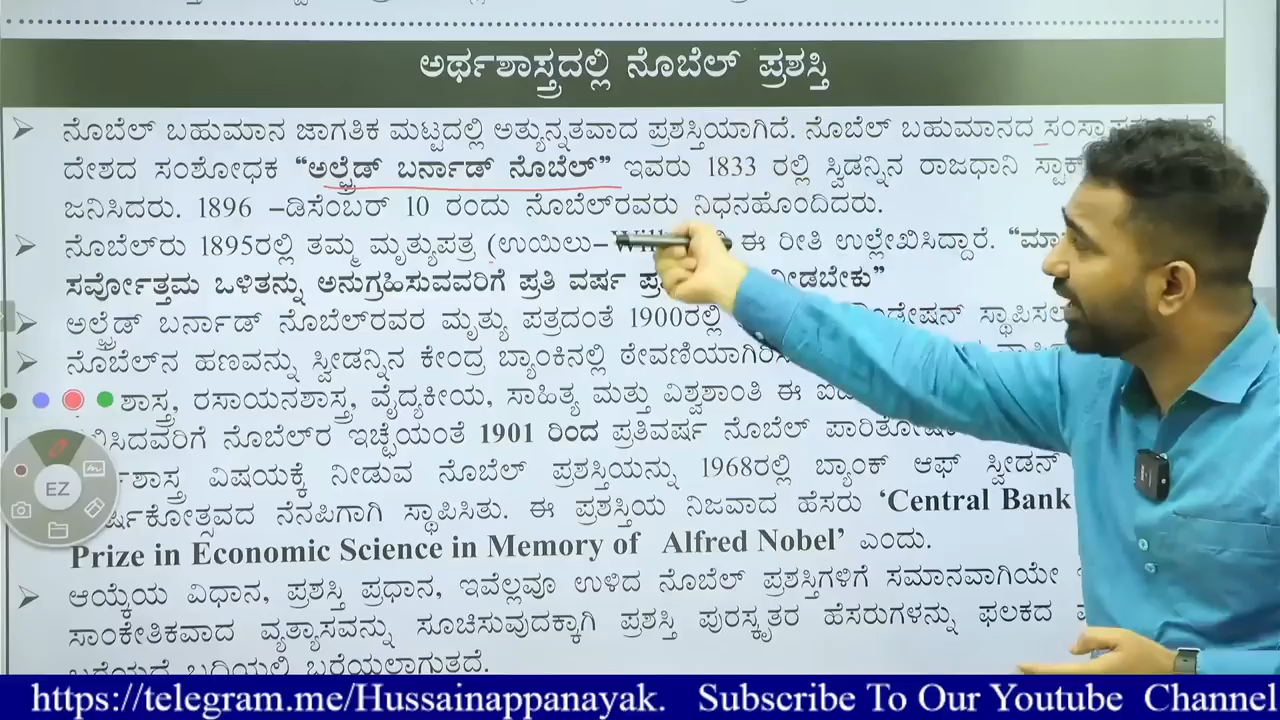 ಅರ್ಥಶಾಸ್ತ್ರದಲ್ಲಿ ನೊಬೆಲ್ ಪ್ರಶಸ್ತಿ
➢ ನೊಬೆಲ್ ಬಹುಮಾನ ಜಾಗತಿಕ ಮಟ್ಟದಲ್ಲಿ ಅತ್ಯುನ್ನತವಾದ ಪ್ರಶಸ್ತಿಯಾಗಿದೆ. ನೊಬೆಲ್ ಬಹುಮಾನದ
ದೇಶದ ಸಂಶೋಧಕ “ಅಲ್ಫ್ರೆಡ್ ಬರ್ನಾಡ್ ನೊಬೆಲ್” ಇವರು 1833 ರಲ್ಲಿ ಸ್ವಿಡನ್ನಿನ ರಾಜಧಾನಿ
ಜನಿಸಿದರು. 1896 –ಡಿಸೆಂಬರ್ 10 ರಂದು ನೊಬೆಲ್‌ರವರು ನಿಧನಹೊಂದಿದರು.
➢ ನೊಬೆಲ್‌ರು 1895ರಲ್ಲಿ ತಮ್ಮ ಮೃತ್ಯುಪತ್ರ (ಉಯಿಲು– ಈ ರೀತಿ ಉಲ್ಲೇಖಿಸಿದ್ದಾರೆ.
ಸರ್ವೋತ್ತಮ ಒಳಿತನ್ನು ಅನುಗ್ರಹಿಸುವವರಿಗೆ ಪ್ರತಿ ವರ್ಷ
➢ ಅಲ್ಫ್ರೆಡ್ ಬರ್ನಾಡ್ ನೊಬೆಲ್‌ರವರ ಮೃತ್ಯು ಪತ್ರದಂತೆ 1900ರಲ್ಲಿ
➢ ನೊಬೆಲ್‌ನ ಹಣವನ್ನು ಸ್ವೀಡನ್ನಿನ ಕೇಂದ್ರ ಬ್ಯಾಂಕಿನಲ್ಲಿ
ರಸಾಯನಶಾಸ್ತ್ರ, ವೈದ್ಯಕೀಯ, ಸಾಹಿತ್ಯ ಮತ್ತು ವಿಶ್ವಶಾಂತಿ ಈ
ನೊಬೆಲ್‌ರ ಇಚ್ಛೆಯಂತೆ 1901 ರಿಂದ ಪ್ರತಿವರ್ಷ ನೊಬೆಲ್
ವಿಷಯಕ್ಕೆ ನೀಡುವ ನೊಬೆಲ್ ಪ್ರಶಸ್ತಿಯನ್ನು 1968ರಲ್ಲಿ ಬ್ಯಾಂಕ್ ಆಫ್ ಸ್ವೀಡನ್
ನೆನಪಿಗಾಗಿ ಸ್ಥಾಪಿಸಿತು. ಈ ಪ್ರಶಸ್ತಿಯ ನಿಜವಾದ ಹೆಸರು ‘Central Bank
Prize in Economic Science in Memory of Alfred Nobel’ ಎಂದು.
➢ ಆಯ್ಕೆಯ ವಿಧಾನ, ಪ್ರಶಸ್ತಿ ಪ್ರಧಾನ, ಇವೆಲ್ಲವೂ ಉಳಿದ ನೊಬೆಲ್ ಪ್ರಶಸ್ತಿಗಳಿಗೆ ಸಮಾನವಾಗಿಯೇ
ಸಾಂಕೇತಿಕವಾದ ವ್ಯತ್ಯಾಸವನ್ನು ಸೂಚಿಸುವುದಕ್ಕಾಗಿ ಪ್ರಶಸ್ತಿ ಪುರಸ್ಕೃತರ ಹೆಸರುಗಳನ್ನು ಫಲಕದ
EZ
https://telegram.me/Hussainappanayak. Subscribe To Our Youtube Channel